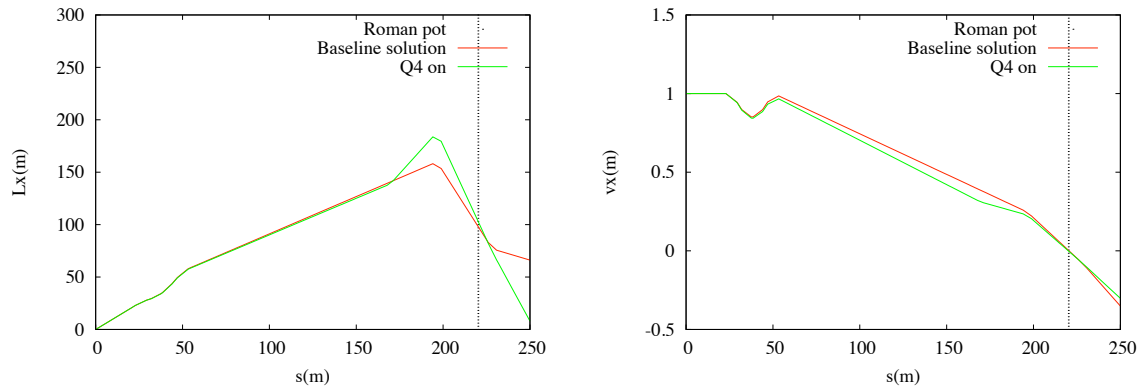 300
250
200
150
100
50
0
Lx(m)
Roman pot
Baseline solution
Q4 on
0 50 100 150 200 250
s(m)
1.5
1
0.5
0
-0.5
vx(m)
Roman pot
Baseline solution
Q4 on
0 50 100 150 200 250
s(m)